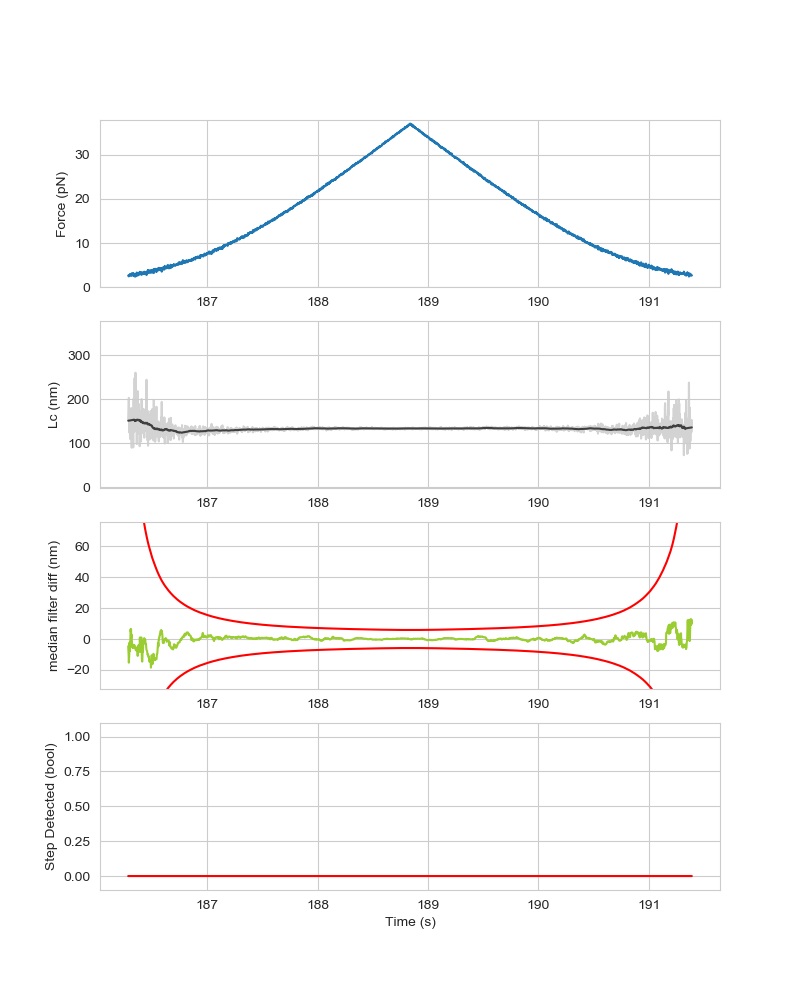 Force (pN)
30
20
10
0
187 188 189 190 191
Lc (nm)
300
200
100
0
187 188 189 190 191
median filter diff (nm)
60
40
20
0
−20
187 188 189 190 191
Step Detected (bool)
1.00
0.75
0.50
0.25
0.00
187 188 189 190 191
Time (s)